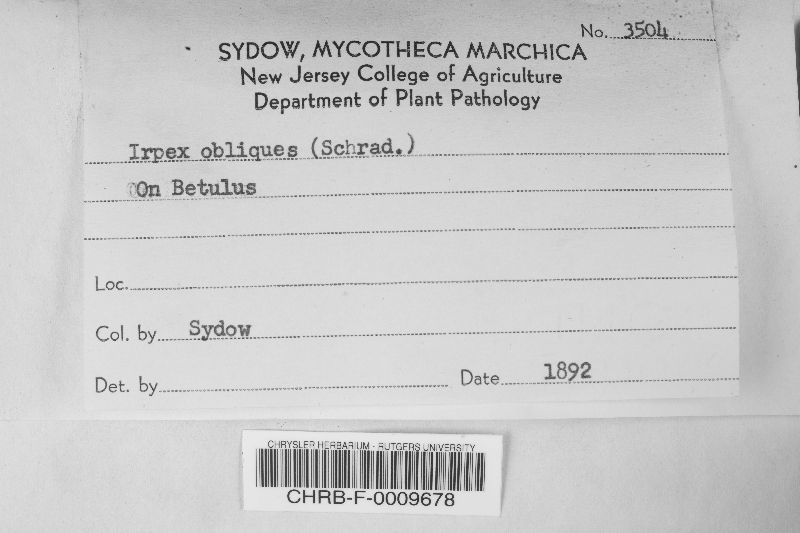 No. 3504
SYDOW, MYCOTHECA MARCHICA
New Jersey College of Agriculture
Department of Plant Pathology
Irpex obliques (Schrad.)
On Betulus
Loc.
Col. by Sydow
Det. by Date 1892
CHRYSLER HERBARIUM - RUTGERS UNIVERSITY
CHRB-F-0009678